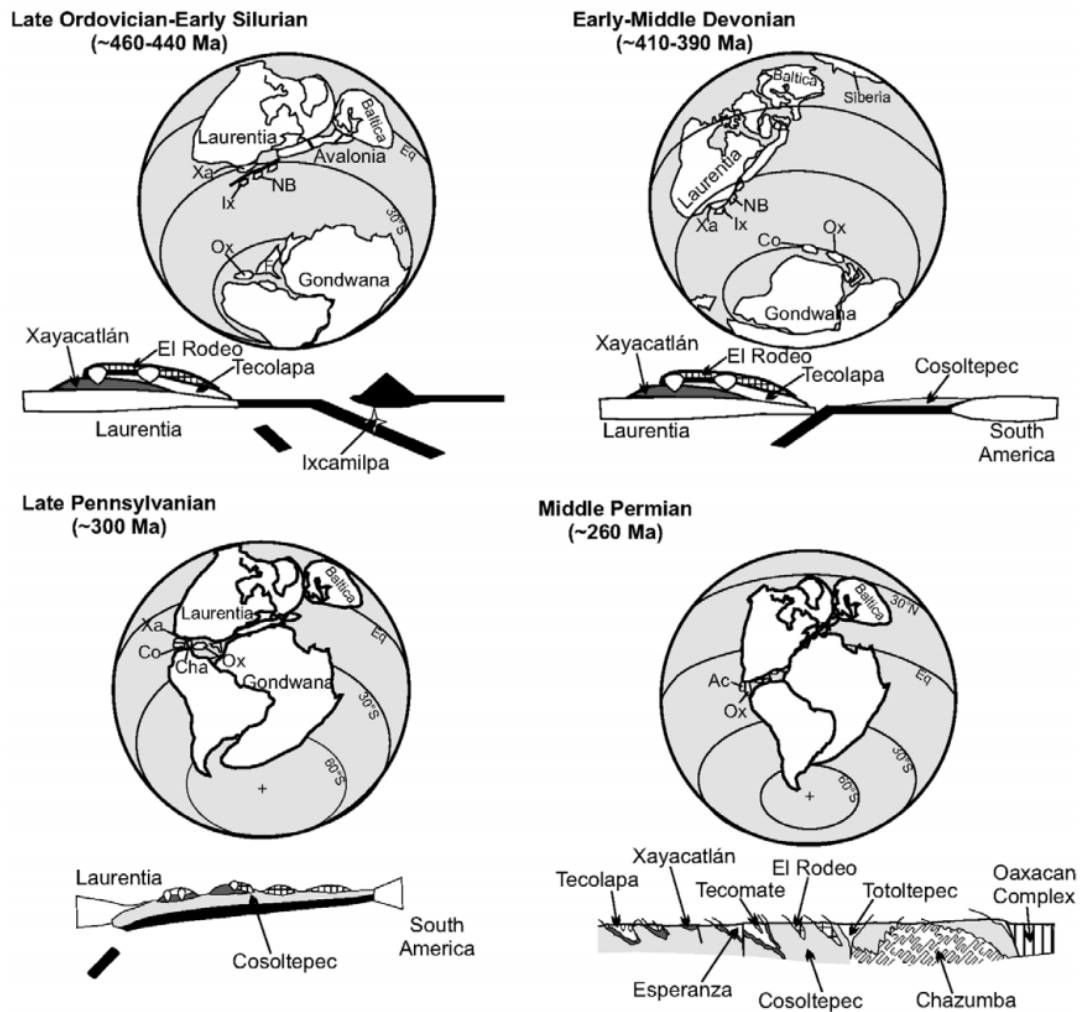 Late Ordovician-Early Silurian
(~460-440 Ma)
Laurentia
Baltica
Avalonia
Eq
Xa
NB
Ix
30°S
Ox
Gondwana
Xayacatlán
El Rodeo
Tecolapa
Laurentia
Ixcamilpa
Early-Middle Devonian
(~410-390 Ma)
Baltica
Siberia
Laurentia
NB
Xa
Ix
Co
Ox
Gondwana
Xayacatlán
El Rodeo
Tecolapa
Cosoltepec
Laurentia
South
America
Late Pennsylvanian
(~300 Ma)
Baltica
Laurentia
Xa
Eq
Co
Cha
Ox
Gondwana
30°S
60°S
+
Laurentia
South
America
Cosoltepec
Middle Permian
(~260 Ma)
Baltica
30°N
Ac
Eq
Ox
30°S
60°S
+
Xayacatlán
El Rodeo
Oaxacan
Complex
Tecolapa
Tecomate
Totoltepec
Esperanza
Cosoltepec
Chazumba